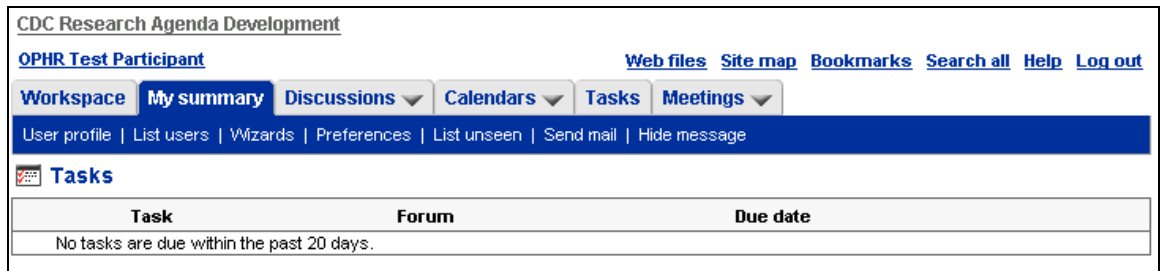 CDC Research Agenda Development
OPHR Test Participant Web files Site map Bookmarks Search all Help Log out
Workspace My summary Discussions Calendars Tasks Meetings
User profile | List users | Wizards | Preferences | List unseen | Send mail | Hide message
Tasks
Task Forum Due date
No tasks are due within the past 20 days.